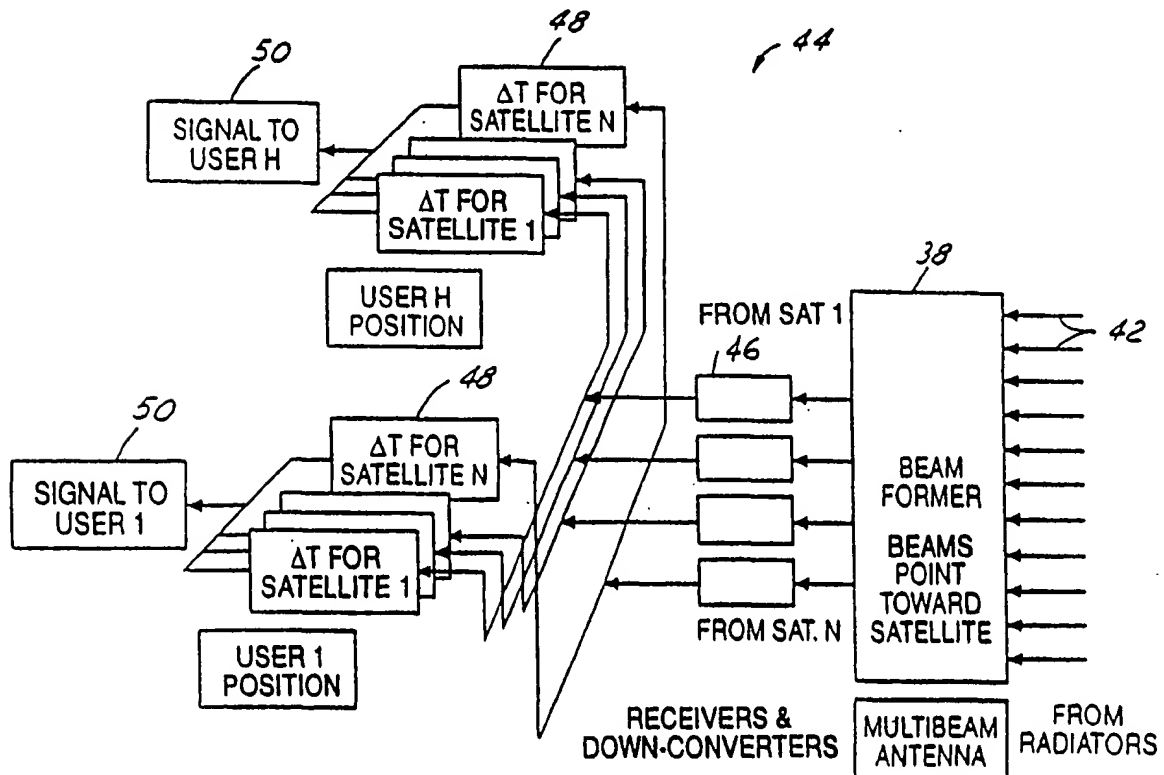 48
44
50
ΔT FOR
SATELLITE N
SIGNAL TO
USER H
ΔT FOR
SATELLITE 1
USER H
POSITION
38
FROM SAT 1
42
46
48
50
ΔT FOR
SATELLITE N
SIGNAL TO
USER 1
ΔT FOR
SATELLITE 1
USER 1
POSITION
BEAM
FORMER
BEAMS
POINT
TOWARD
SATELLITE
FROM SAT. N
RECEIVERS &
DOWN-CONVERTERS
MULTIBEAM
ANTENNA
FROM
RADIATORS